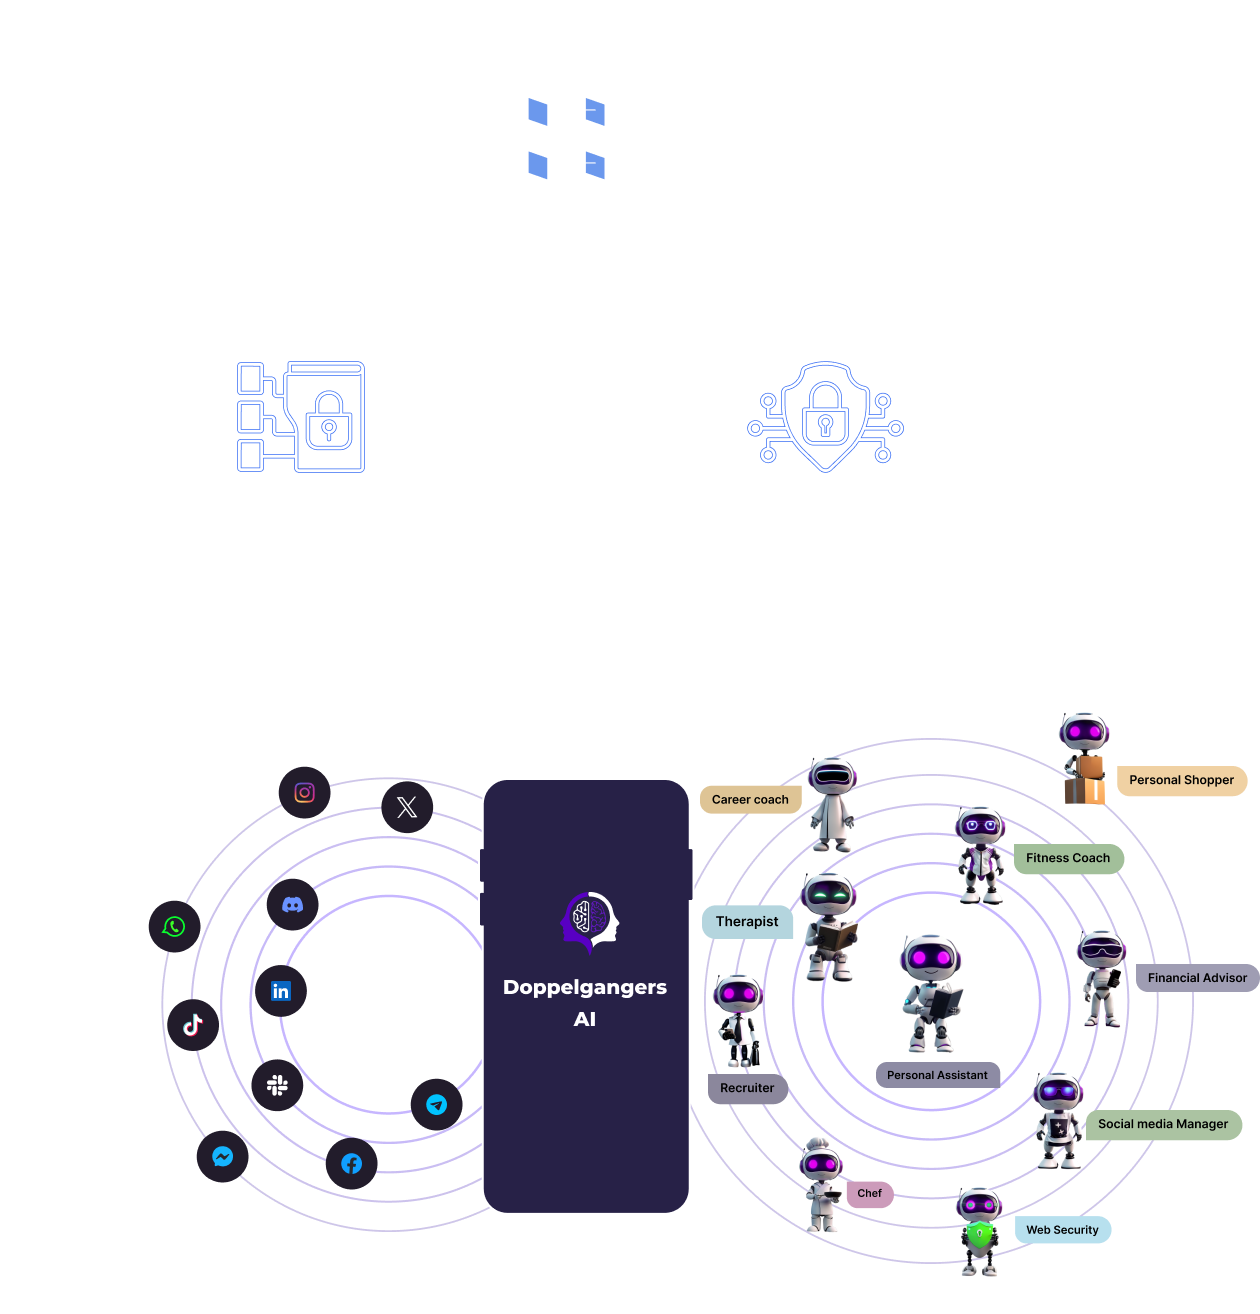 Personal Shopper
Career coach
Fitness Coach
Therapist
Financial Advisor
Doppelgangers
AI
Personal Assistant
Recruiter
Social media Manager
Chef
Web Security